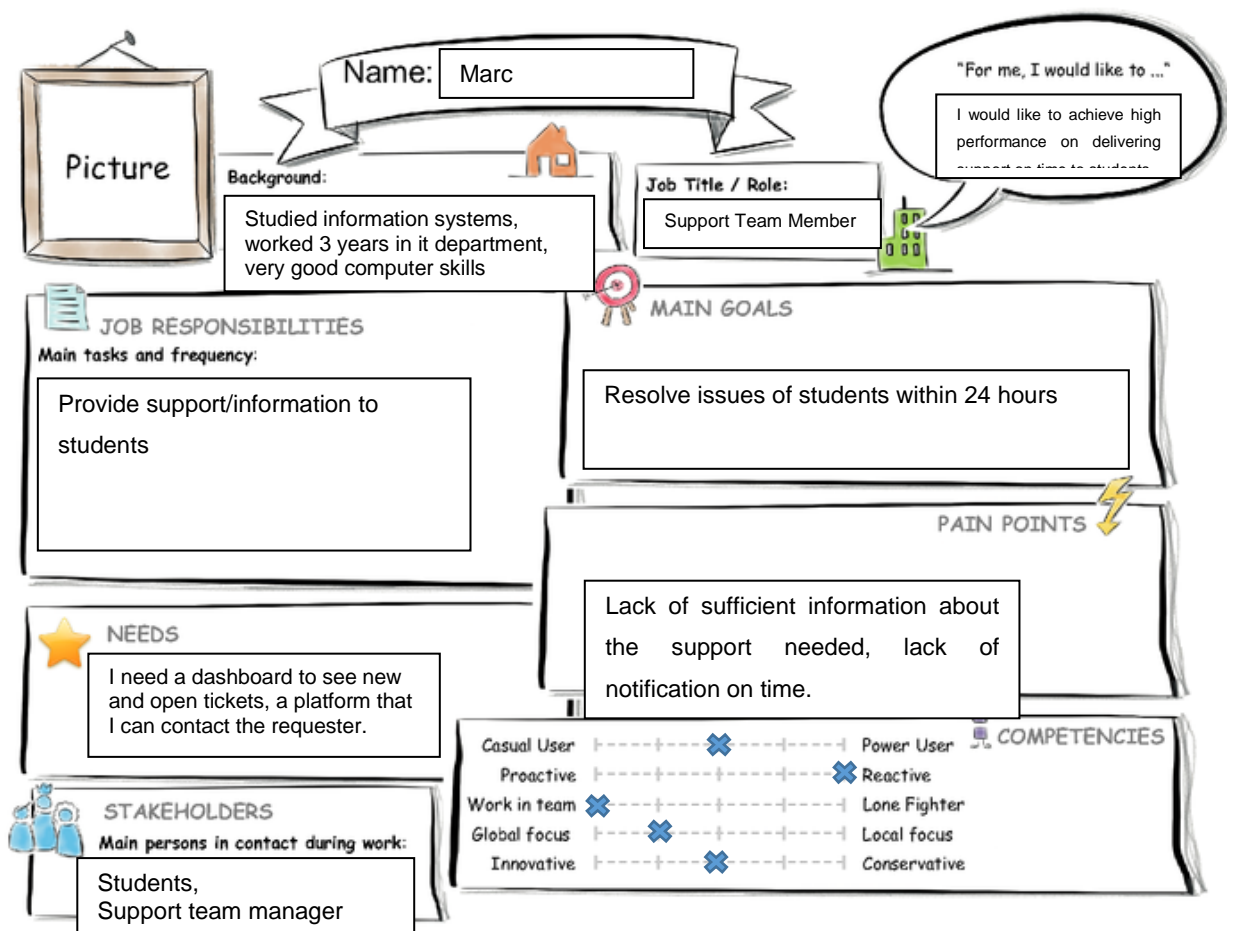 Name: Marc
"For me, I would like to ..."
I would like to achieve high
performance on delivering
support on time to students
Picture
Background:
Studied information systems,
worked 3 years in it department,
very good computer skills
Job Title / Role:
Support Team Member
JOB RESPONSIBILITIES
Main tasks and frequency:
Provide support/information to
students
MAIN GOALS
Resolve issues of students within 24 hours
PAIN POINTS
Lack of sufficient information about
the support needed, lack of
notification on time.
NEEDS
I need a dashboard to see new
and open tickets, a platform that
I can contact the requester.
STAKEHOLDERS
Main persons in contact during work:
Students,
Support team manager
COMPETENCIES
Casual User Power User
Proactive Reactive
Work in team Lone Fighter
Global focus Local focus
Innovative Conservative